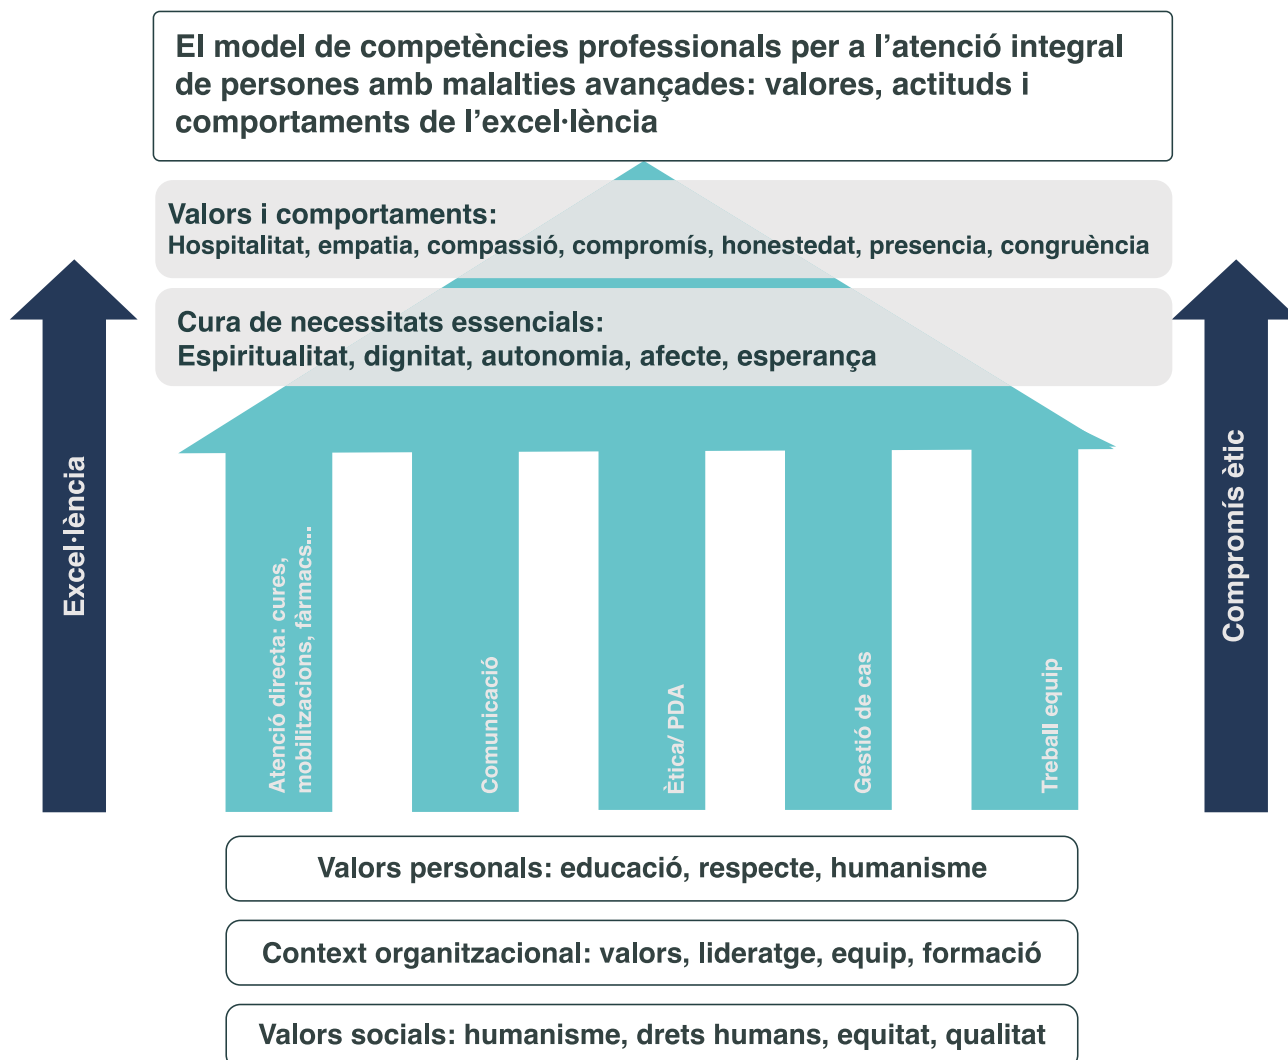 El model de competències professionals per a l’atenció integral
de persones amb malalties avançades: valores, actituds i
comportaments de l’excel·lència
Valors i comportaments:
Hospitalitat, empatia, compassió, compromís, honestedat, presencia, congruència
Cura de necessitats essencials:
Espiritualitat, dignitat, autonomia, afecte, esperança
Excel·lència
Atenció directa: cures,
mobilitzacions, fàrmacs...
Comunicació
Ètica/ PDA
Gestió de cas
Treball equip
Compromís ètic
Valors personals: educació, respecte, humanisme
Context organitzacional: valors, lideratge, equip, formació
Valors socials: humanisme, drets humans, equitat, qualitat